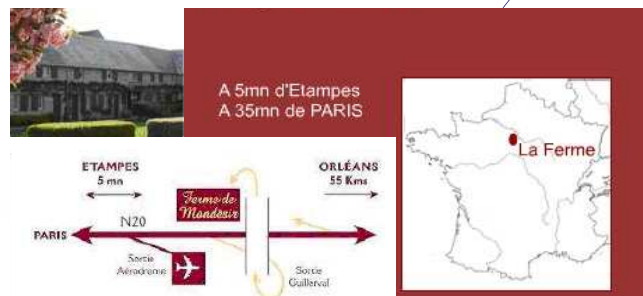 A 5mn d'Etampes
A 35mn de PARIS
La Ferme
ETAMPES
5 mn
ORLÉANS
55 Kms
Ferme de
Mondésir
N20
PARIS
Sortie
Aérodrome
Sortie
Guillerval